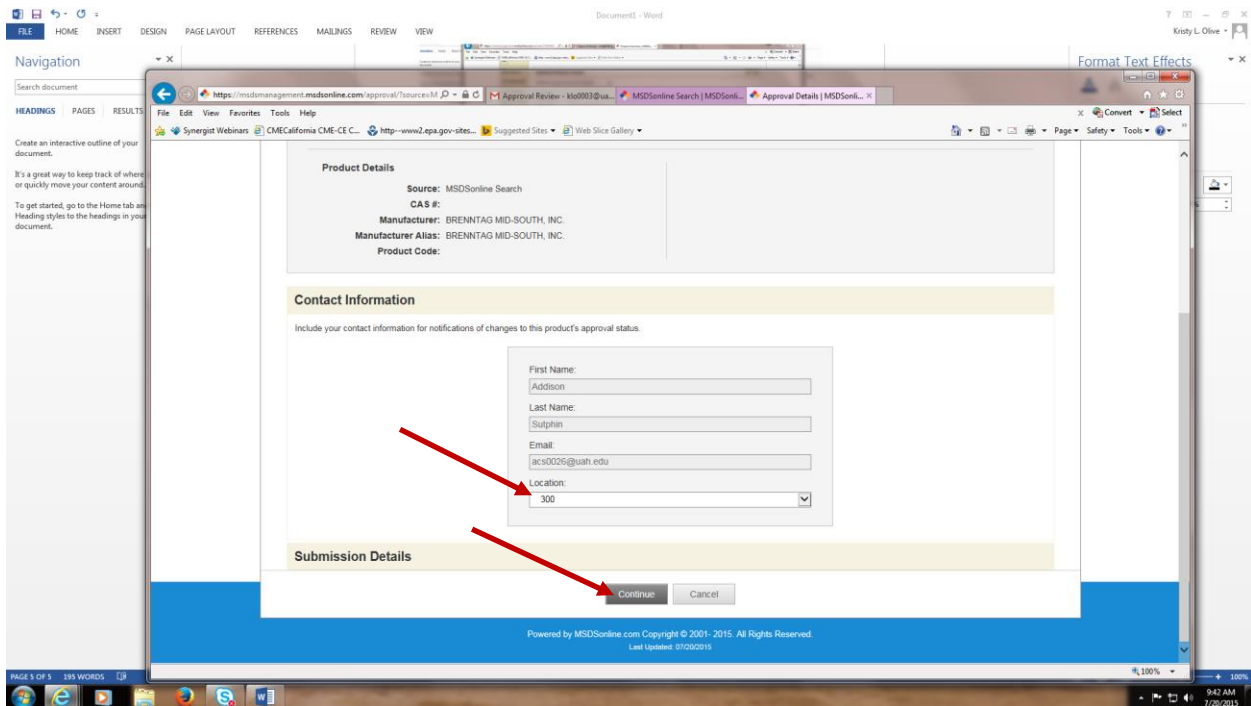 Document1 - Word
Kristy L. Olive
FILE HOME INSERT DESIGN PAGE LAYOUT REFERENCES MAILINGS REVIEW VIEW
Navigation
Format Text Effects
Search document
HEADINGS PAGES RESULTS
Create an interactive outline of your
document.
It's a great way to keep track of where
or quickly move your content around.
To get started, go to the Home tab an
Heading styles to the headings in your
document.
https://msdsmanagement.msdsonline.com/approval/?source=M
Approval Review - klo0003@ua...
MSDSonline Search | MSDSonli...
Approval Details | MSDSonli...
File Edit View Favorites Tools Help
Convert Select
Synergist Webinars CMECalifornia CME-CE C... http--www2.epa.gov-sites... Suggested Sites Web Slice Gallery
Page Safety Tools
Product Details
Source: MSDSonline Search
CAS #:
Manufacturer: BRENNTAG MID-SOUTH, INC.
Manufacturer Alias: BRENNTAG MID-SOUTH, INC.
Product Code:
Contact Information
Include your contact information for notifications of changes to this product's approval status.
First Name:
Addison
Last Name:
Sutphin
Email:
acs0026@uah.edu
Location:
300
Submission Details
Continue Cancel
Powered by MSDSonline.com Copyright © 2001- 2015. All Rights Reserved.
Last Updated: 07/20/2015
100%
PAGE 5 OF 5 195 WORDS
100%
9:42 AM
7/20/2015